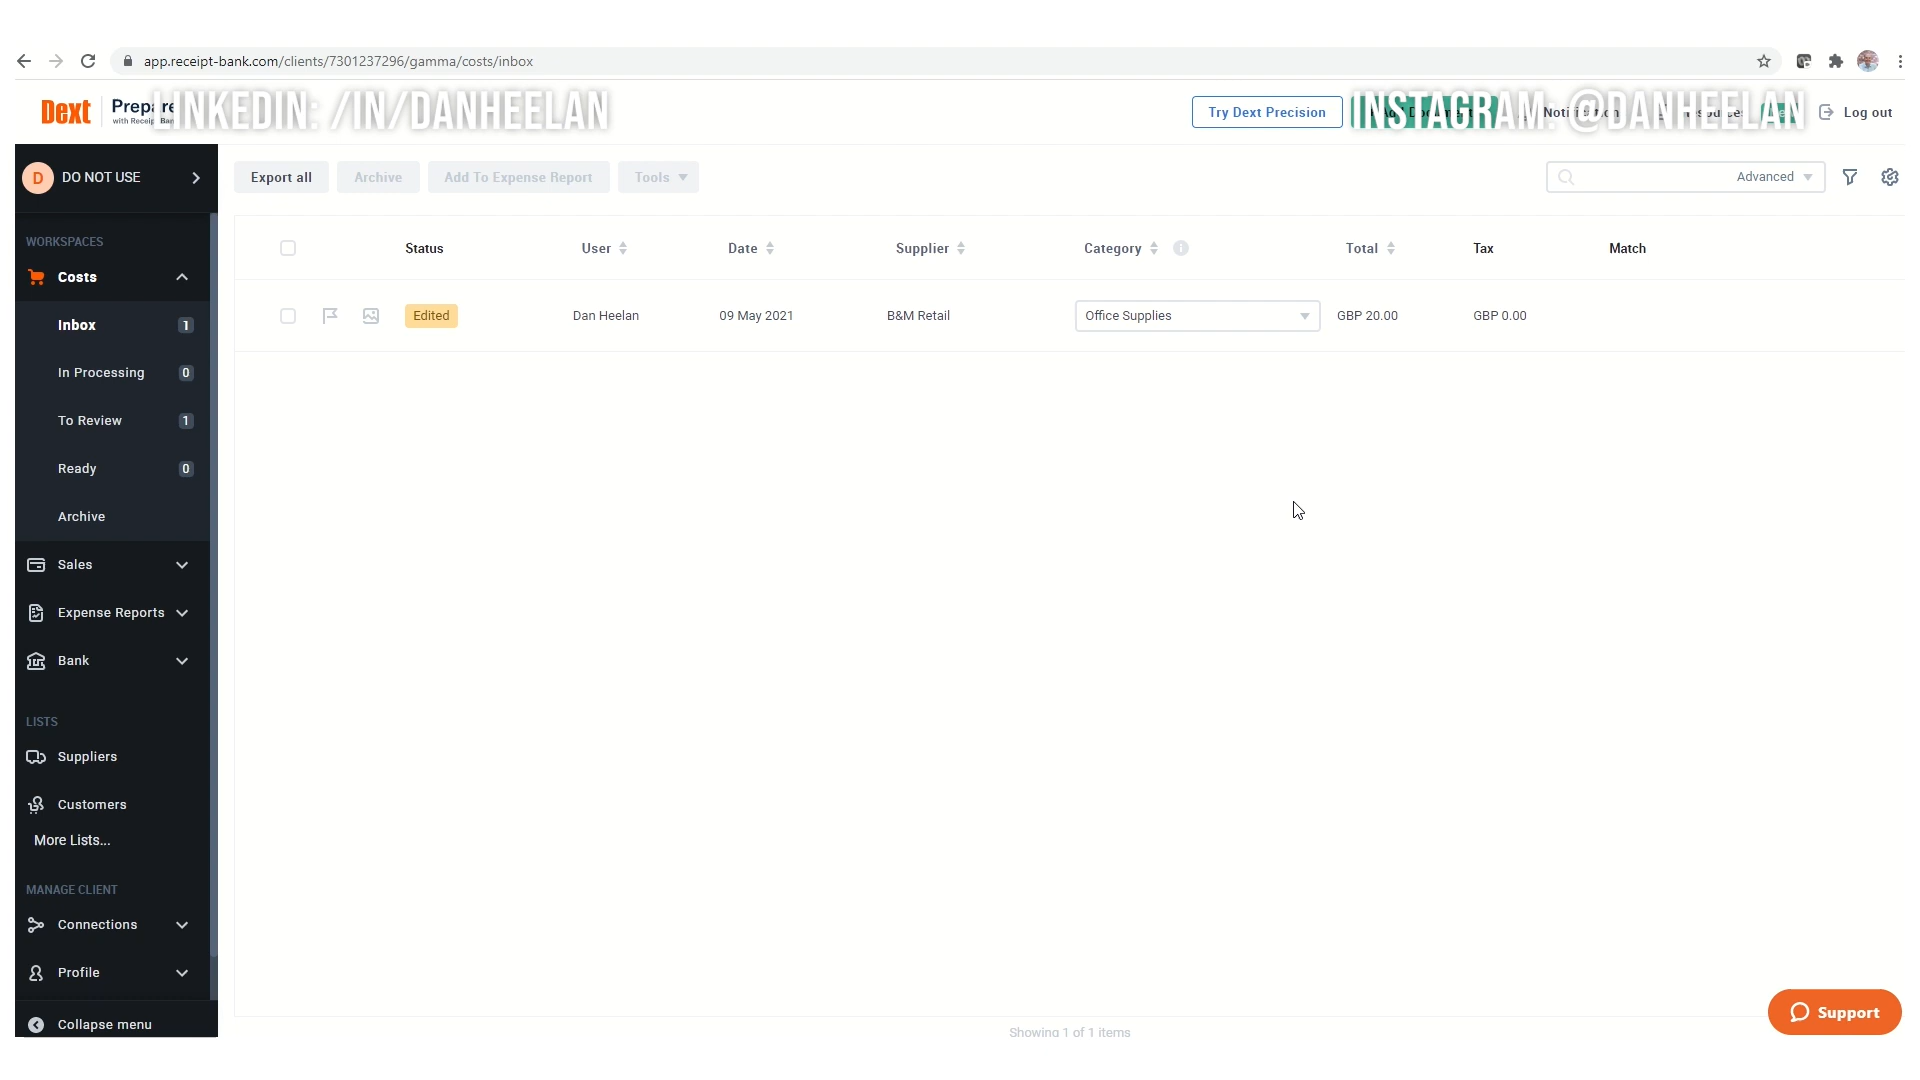 app.receipt-bank.com/clients/7301237296/gamma/costs/inbox
Dext
Prepare
LINKEDIN: /IN/DANHEELAN
Try Dext Precision
INSTAGRAM: @DANHEELAN
Log out
D
DO NOT USE
Export all
Archive
Add To Expense Report
Tools
Advanced
WORKSPACES
Costs
Inbox 1
In Processing 0
To Review 1
Ready 0
Archive
Sales
Expense Reports
Bank
LISTS
Suppliers
Customers
More Lists...
MANAGE CLIENT
Connections
Profile
Collapse menu
Status User Date Supplier Category Total Tax Match
Edited Dan Heelan 09 May 2021 B&M Retail Office Supplies GBP 20.00 GBP 0.00
Showing 1 of 1 items
Support